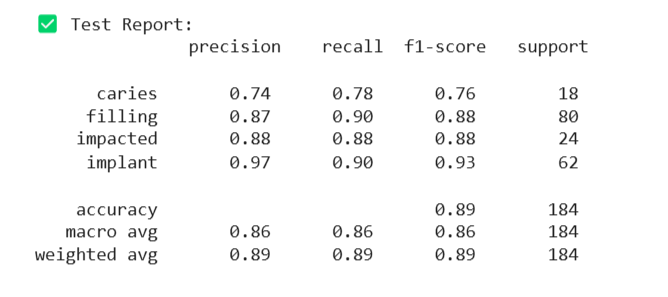 ✅ Test Report:
precision recall f1-score support
caries 0.74 0.78 0.76 18
filling 0.87 0.90 0.88 80
impacted 0.88 0.88 0.88 24
implant 0.97 0.90 0.93 62
accuracy 0.89 184
macro avg 0.86 0.86 0.86 184
weighted avg 0.89 0.89 0.89 184